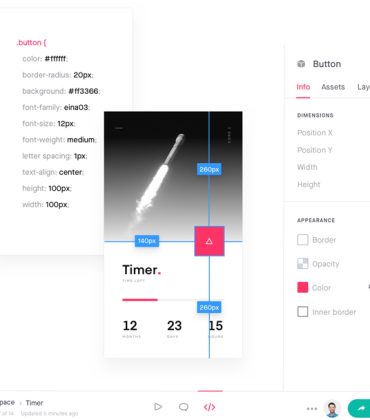 .button {
color: #ffffff;
border-radius: 20px;
background: #ff3366;
font-family: eina03;
font-size: 12px;
font-weight: medium;
letter spacing: 1px;
text-align: center;
height: 100px;
width: 100px;
260px
140px
Timer.
TIME LEFT
260px
12
23
15
MONTHS
DAYS
HOURS
Button
Info
Assets
Lay
DIMENSIONS
Position X
Position Y
Width
Height
APPEARANCE
Border
Opacity
Color
Inner border
pace › Timer
of 14 Updated 5 minutes ago